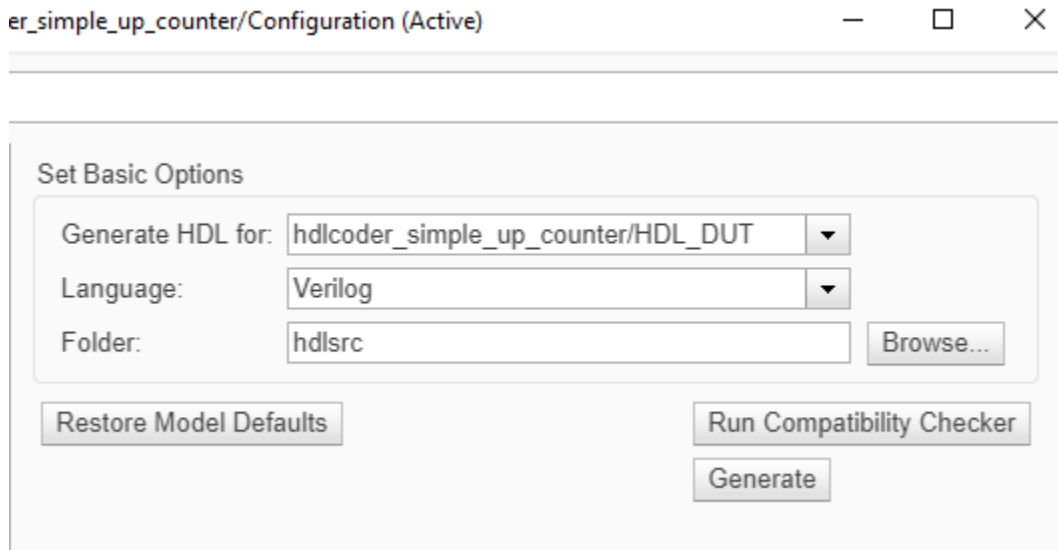 er_simple_up_counter/Configuration (Active)
Set Basic Options
Generate HDL for: hdlcoder_simple_up_counter/HDL_DUT
Language: Verilog
Folder: hdlsrc Browse...
Restore Model Defaults Run Compatibility Checker
Generate